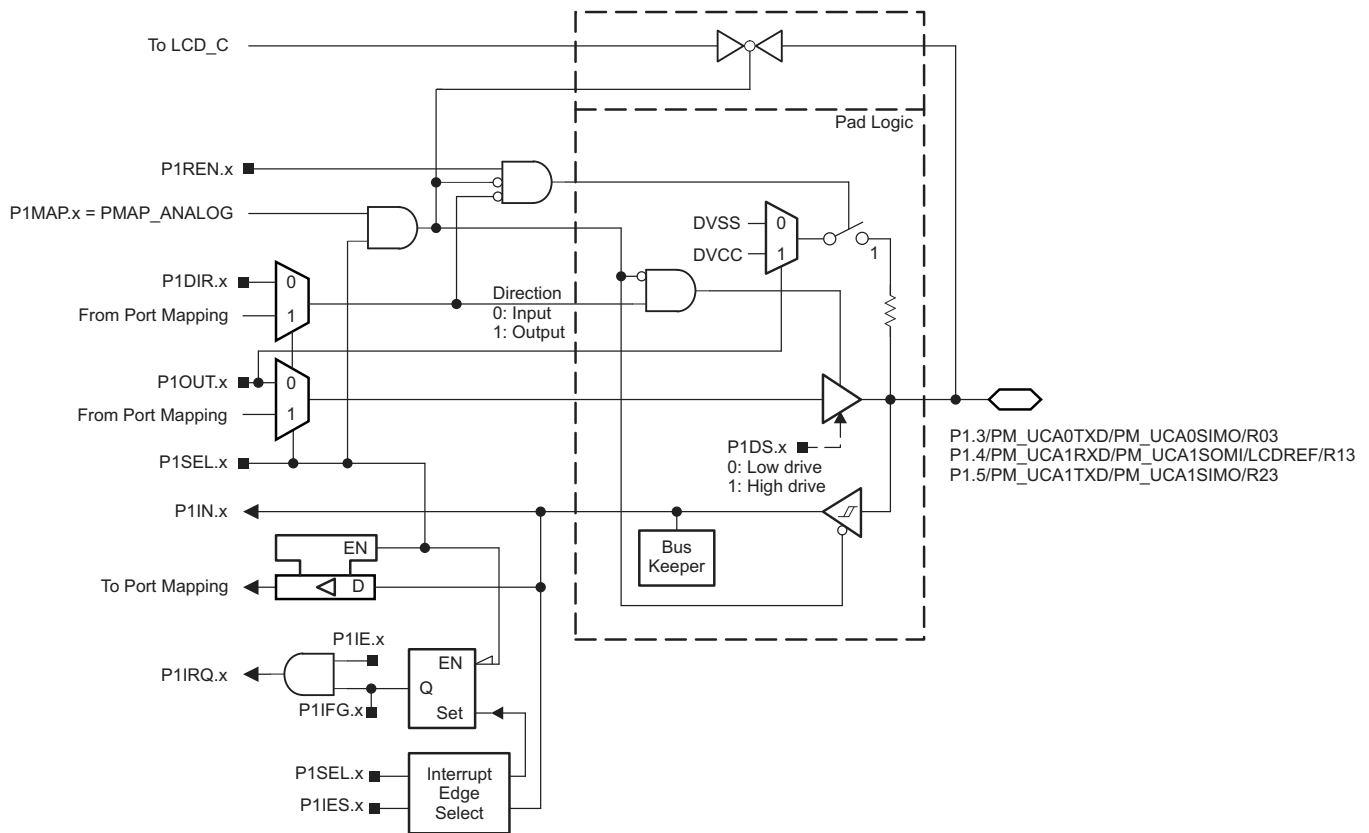 To LCD_C
Pad Logic
P1REN.x
P1MAP.x = PMAP_ANALOG
DVSS
0
DVCC
1
1
P1DIR.x
0
From Port Mapping
1
Direction
0: Input
1: Output
P1OUT.x
0
From Port Mapping
1
P1SEL.x
P1DS.x
0: Low drive
1: High drive
P1.3/PM_UCA0TXD/PM_UCA0SIMO/R03
P1.4/PM_UCA1RXD/PM_UCA1SOMI/LCDREF/R13
P1.5/PM_UCA1TXD/PM_UCA1SIMO/R23
P1IN.x
Bus
Keeper
EN
To Port Mapping
D
P1IE.x
P1IRQ.x
EN
Q
P1IFG.x
Set
P1SEL.x
P1IES.x
Interrupt
Edge
Select